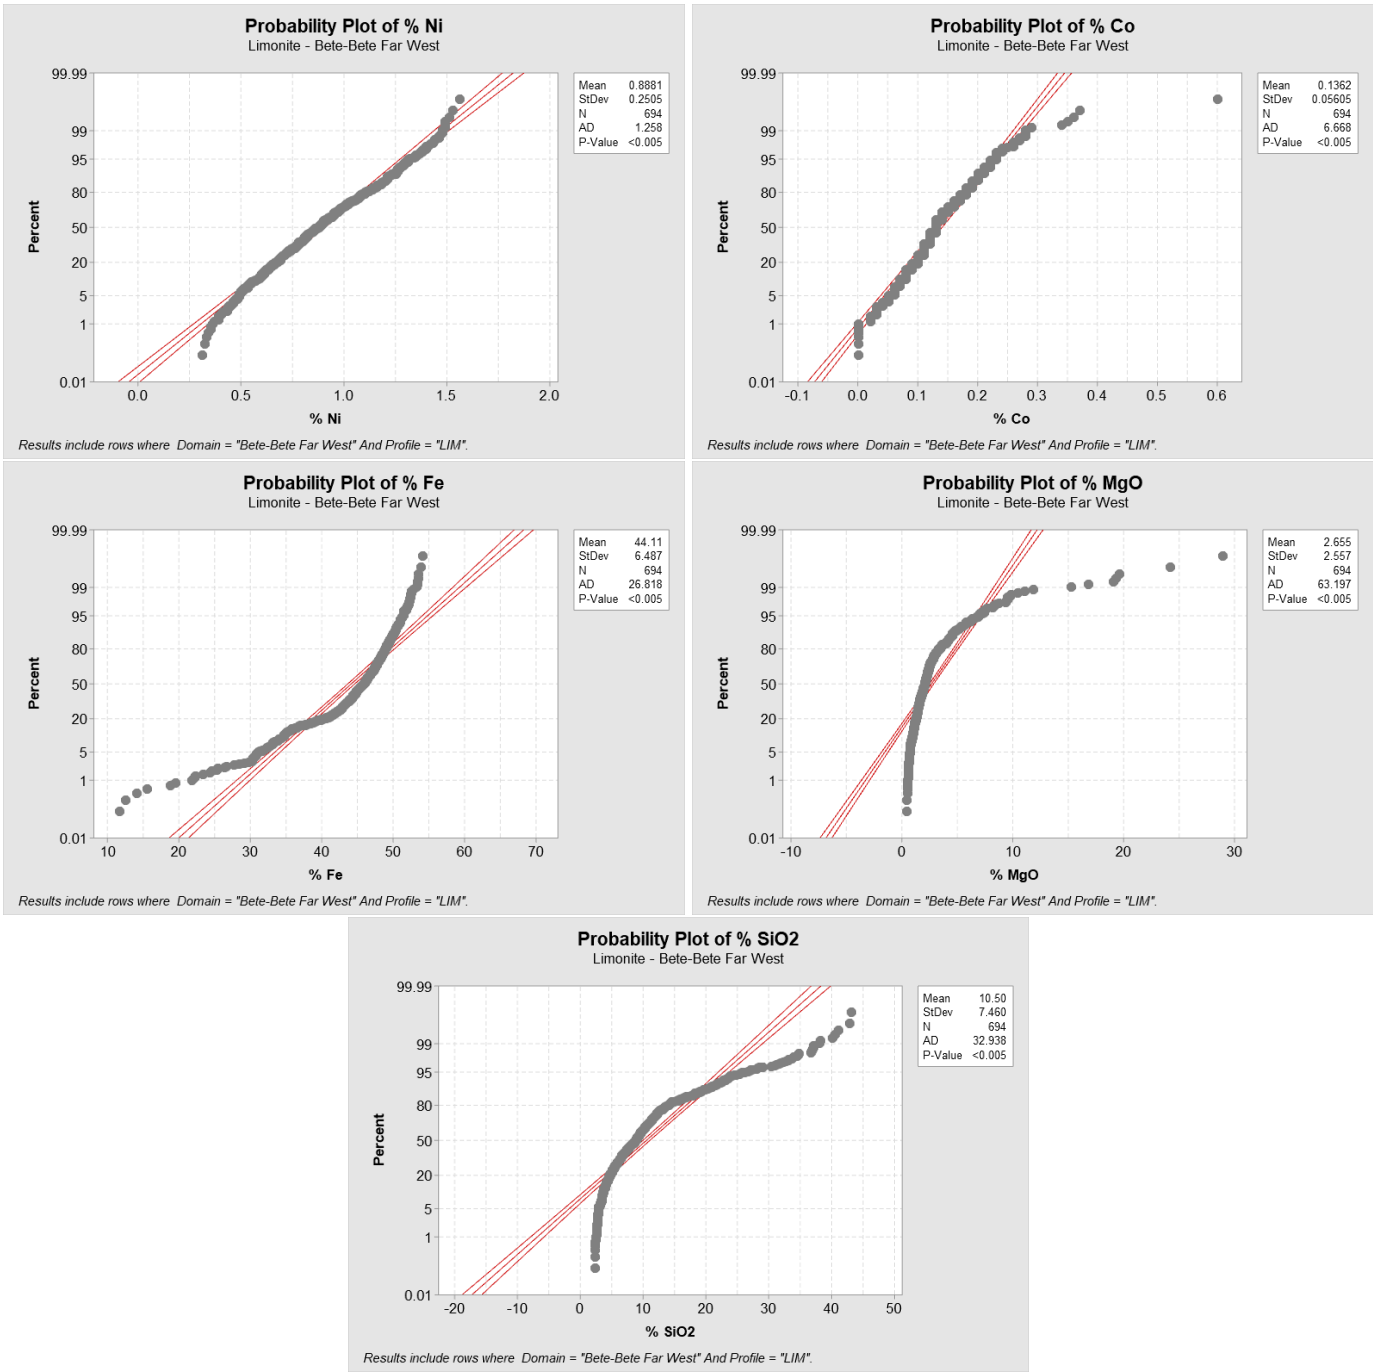 Probability Plot of % Ni
Limonite - Bete-Bete Far West
99.99
99
95
80
50
20
5
1
0.01
Percent
0.0 0.5 1.0 1.5 2.0
% Ni
Mean 0.8881
StDev 0.2505
N 694
AD 1.258
P-Value <0.005
Results include rows where Domain = "Bete-Bete Far West" And Profile = "LIM".
Probability Plot of % Co
Limonite - Bete-Bete Far West
99.99
99
95
80
50
20
5
1
0.01
Percent
-0.1 0.0 0.1 0.2 0.3 0.4 0.5 0.6
% Co
Mean 0.1362
StDev 0.05605
N 694
AD 6.668
P-Value <0.005
Results include rows where Domain = "Bete-Bete Far West" And Profile = "LIM".
Probability Plot of % Fe
Limonite - Bete-Bete Far West
99.99
99
95
80
50
20
5
1
0.01
Percent
10 20 30 40 50 60 70
% Fe
Mean 44.11
StDev 6.487
N 694
AD 26.818
P-Value <0.005
Results include rows where Domain = "Bete-Bete Far West" And Profile = "LIM".
Probability Plot of % MgO
Limonite - Bete-Bete Far West
99.99
99
95
80
50
20
5
1
0.01
Percent
-10 0 10 20 30
% MgO
Mean 2.655
StDev 2.557
N 694
AD 63.197
P-Value <0.005
Results include rows where Domain = "Bete-Bete Far West" And Profile = "LIM".
Probability Plot of % SiO2
Limonite - Bete-Bete Far West
99.99
99
95
80
50
20
5
1
0.01
Percent
-20 -10 0 10 20 30 40 50
% SiO2
Mean 10.50
StDev 7.460
N 694
AD 32.938
P-Value <0.005
Results include rows where Domain = "Bete-Bete Far West" And Profile = "LIM".